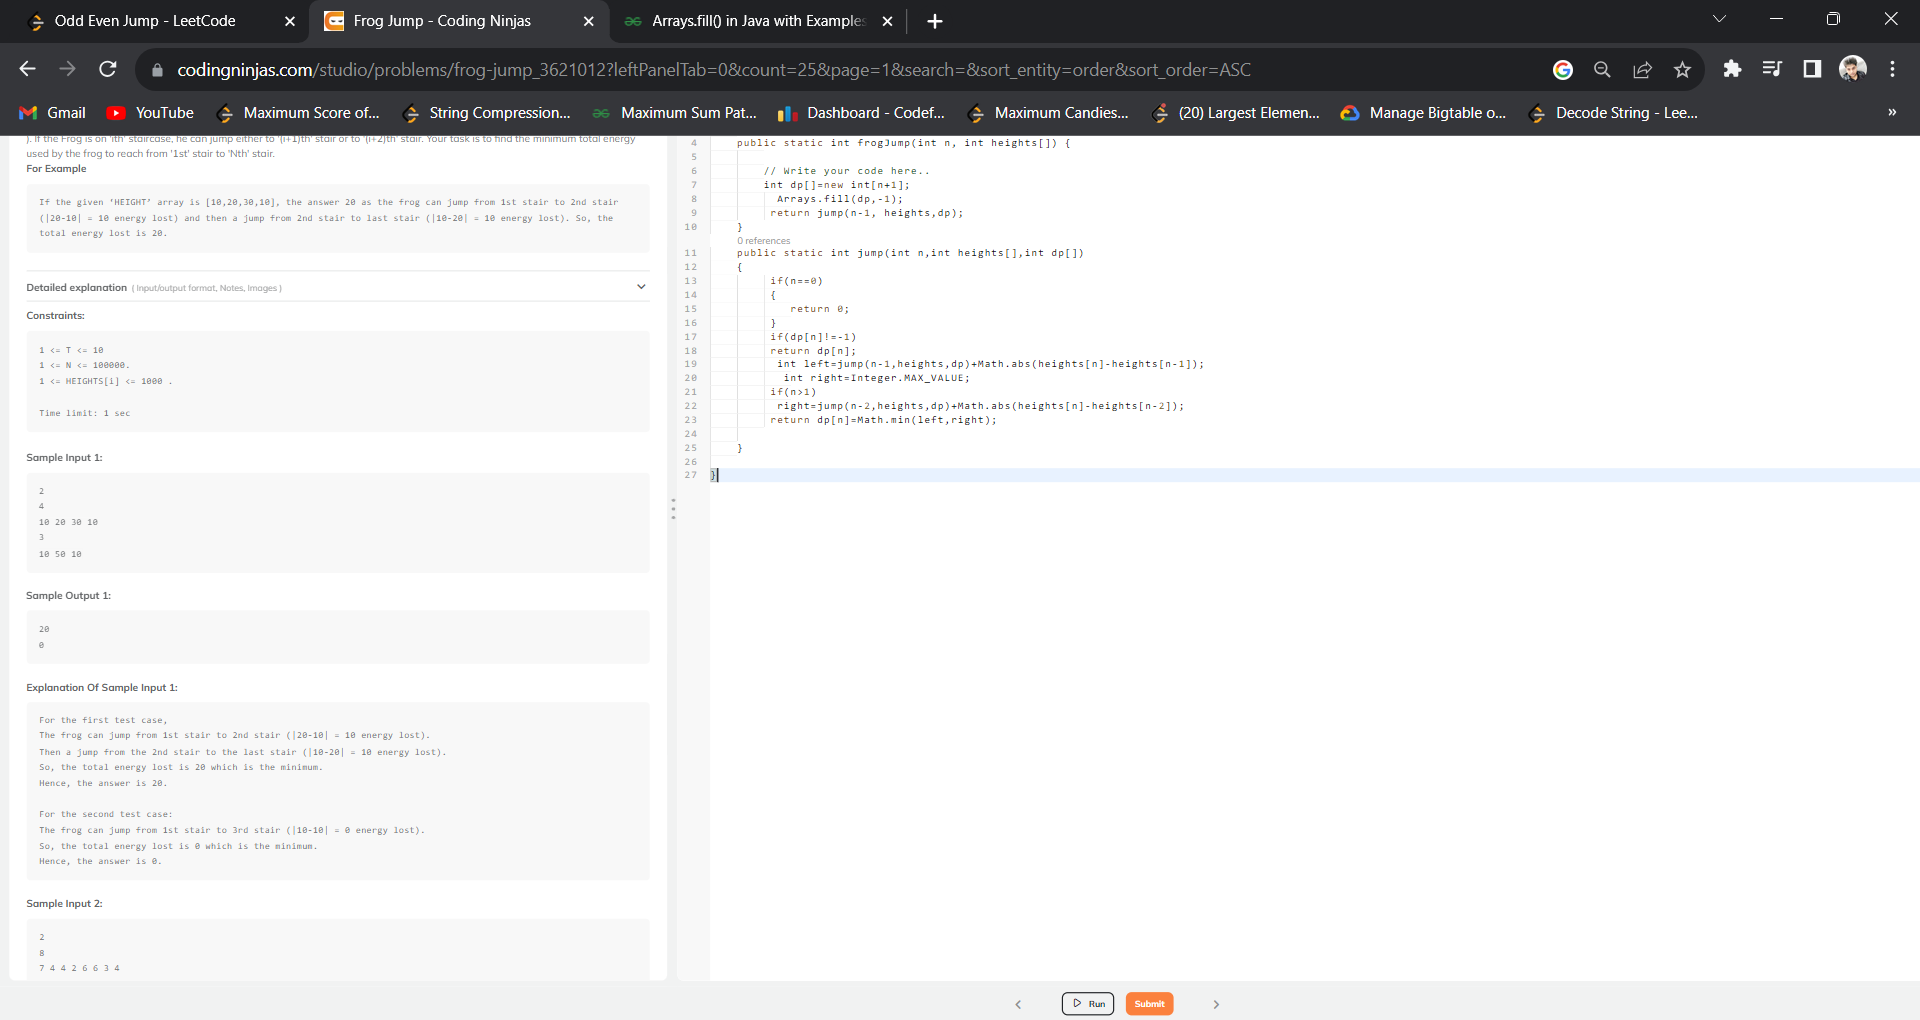 Odd Even Jump - LeetCode
Frog Jump - Coding Ninjas
Arrays.fill() in Java with Examples
codingninjas.com/studio/problems/frog-jump_3621012?leftPanelTab=0&count=25&page=1&search=&sort_entity=order&sort_order=ASC
Gmail
YouTube
Maximum Score of...
String Compression...
Maximum Sum Pat...
Dashboard - Codef...
Maximum Candies...
(20) Largest Elemen...
Manage Bigtable o...
Decode String - Lee...
»
). If the Frog is on 'ith' staircase, he can jump either to '(i+1)th' stair or to '(i+2)th' stair. Your task is to find the minimum total energy
used by the frog to reach from '1st' stair to 'Nth' stair.
For Example
If the given 'HEIGHT' array is [10,20,30,10], the answer 20 as the frog can jump from 1st stair to 2nd stair
(|20-10| = 10 energy lost) and then a jump from 2nd stair to last stair (|10-20| = 10 energy lost). So, the
total energy lost is 20.
Detailed explanation ( Input/output format, Notes, Images )
Constraints:
1 <= T <= 10
1 <= N <= 100000.
1 <= HEIGHTS[i] <= 1000 .
Time limit: 1 sec
Sample Input 1:
2
4
10 20 30 10
3
10 50 10
Sample Output 1:
20
0
Explanation Of Sample Input 1:
For the first test case,
The frog can jump from 1st stair to 2nd stair (|20-10| = 10 energy lost).
Then a jump from the 2nd stair to the last stair (|10-20| = 10 energy lost).
So, the total energy lost is 20 which is the minimum.
Hence, the answer is 20.
For the second test case:
The frog can jump from 1st stair to 3rd stair (|10-10| = 0 energy lost).
So, the total energy lost is 0 which is the minimum.
Hence, the answer is 0.
Sample Input 2:
2
8
7 4 4 2 6 6 3 4
4 public static int frogJump(int n, int heights[]) {
5
6 // Write your code here..
7 int dp[]=new int[n+1];
8 Arrays.fill(dp,-1);
9 return jump(n-1, heights,dp);
10 }
0 references
11 public static int jump(int n,int heights[],int dp[])
12 {
13 if(n==0)
14 {
15 return 0;
16 }
17 if(dp[n]!=-1)
18 return dp[n];
19 int left=jump(n-1,heights,dp)+Math.abs(heights[n]-heights[n-1]);
20 int right=Integer.MAX_VALUE;
21 if(n>1)
22 right=jump(n-2,heights,dp)+Math.abs(heights[n]-heights[n-2]);
23 return dp[n]=Math.min(left,right);
24
25 }
26
27 }
Run
Submit